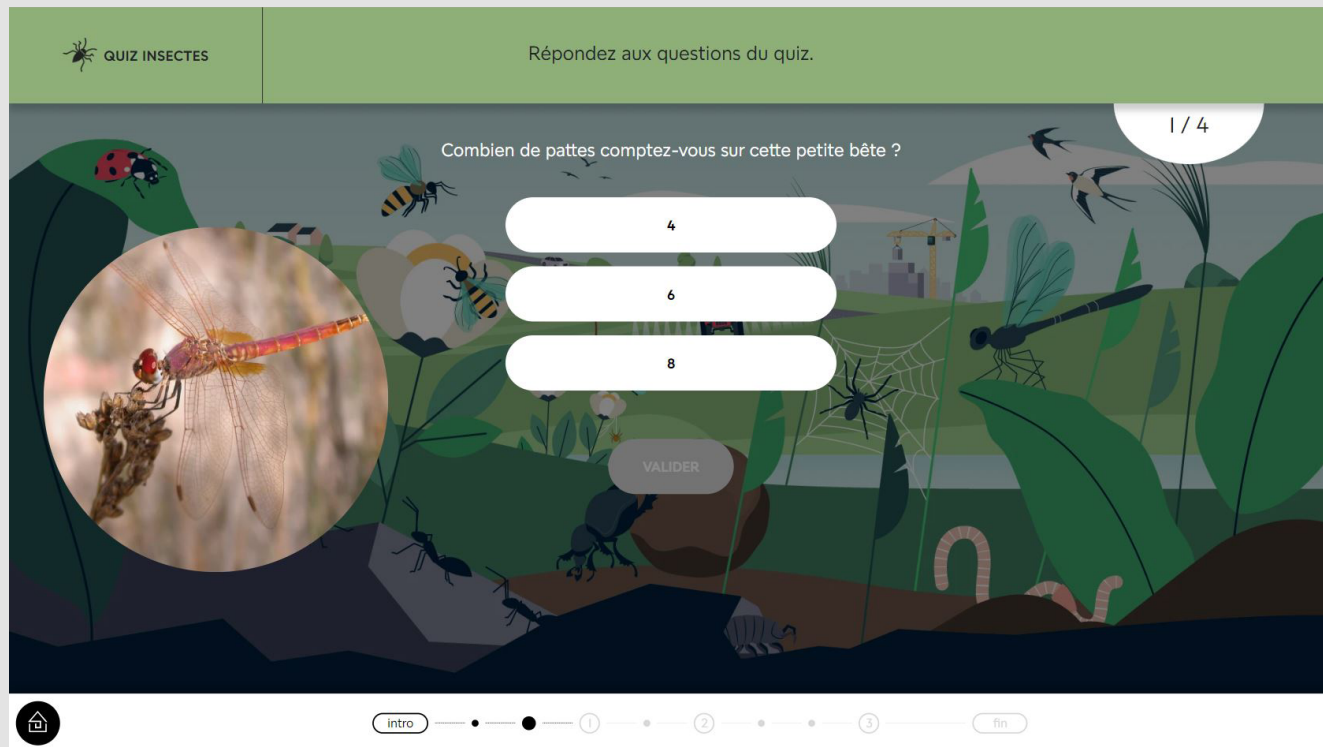 QUIZ INSECTES
Répondez aux questions du quiz.
1 / 4
Combien de pattes comptez-vous sur cette petite bête ?
4
6
8
VALIDER
intro
1
2
3
fin